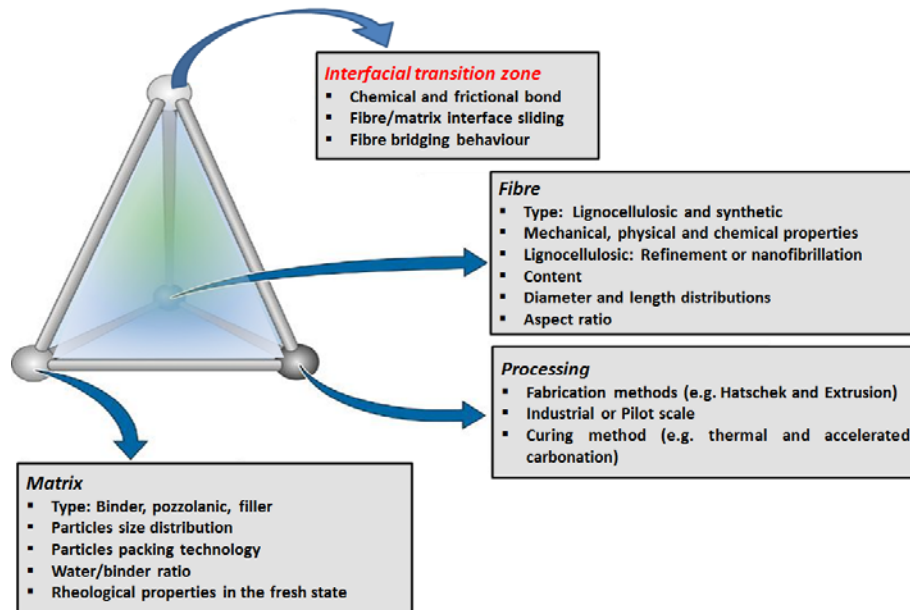 Interfacial transition zone
▪ Chemical and frictional bond
▪ Fibre/matrix interface sliding
▪ Fibre bridging behaviour
Fibre
▪ Type: Lignocellulosic and synthetic
▪ Mechanical, physical and chemical properties
▪ Lignocellulosic: Refinement or nanofibrillation
▪ Content
▪ Diameter and length distributions
▪ Aspect ratio
Processing
▪ Fabrication methods (e.g. Hatschek and Extrusion)
▪ Industrial or Pilot scale
▪ Curing method (e.g. thermal and accelerated
carbonation)
Matrix
▪ Type: Binder, pozzolanic, filler
▪ Particles size distribution
▪ Particles packing technology
▪ Water/binder ratio
▪ Rheological properties in the fresh state